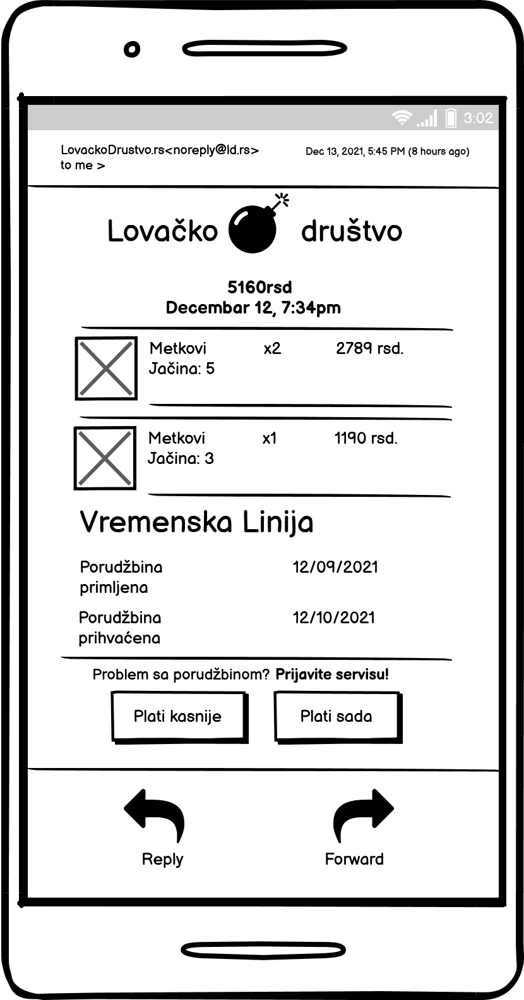 3:02
LovackoDrustvo.rs<noreply@ld.rs> Dec 13, 2021, 5:45 PM (8 hours ago)
to me >
Lovačko društvo
5160rsd
Decembar 12, 7:34pm
Metkovi x2 2789 rsd.
Jačina: 5
Metkovi x1 1190 rsd.
Jačina: 3
Vremenska Linija
Porudžbina 12/09/2021
primljena
Porudžbina 12/10/2021
prihvaćena
Problem sa porudžbinom? Prijavite servisu!
Plati kasnije Plati sada
Reply Forward